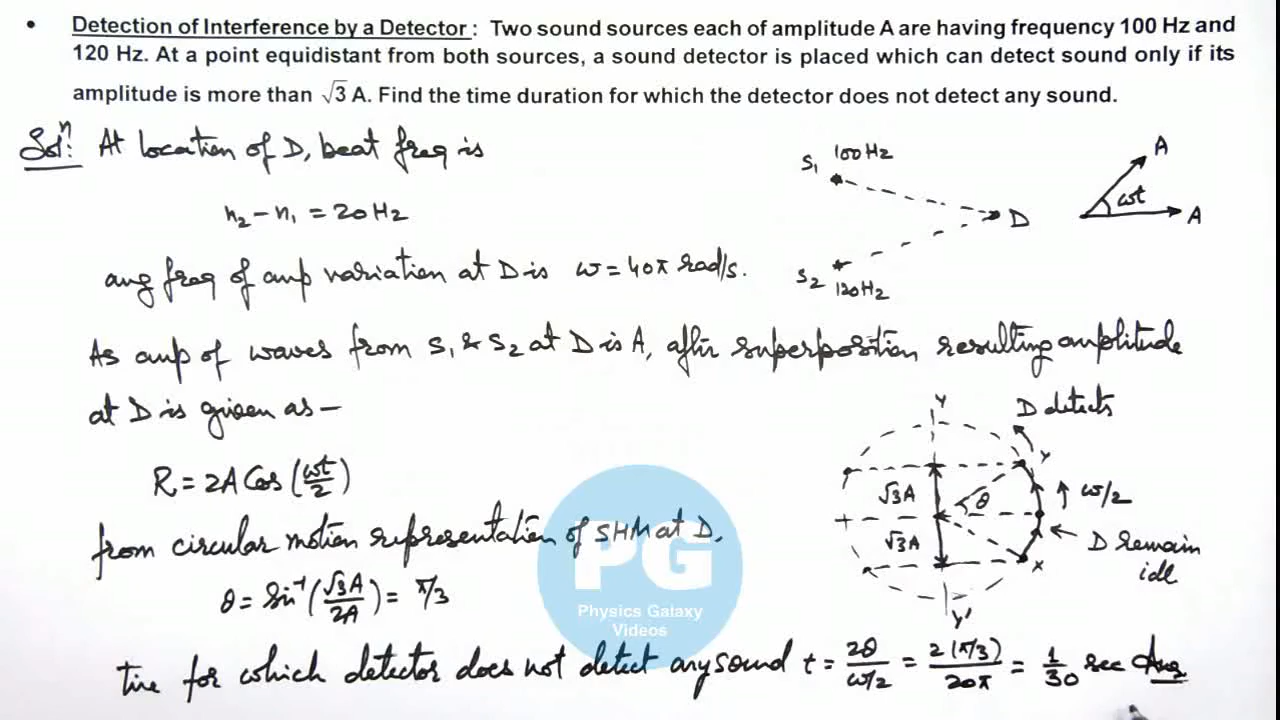 • Detection of Interference by a Detector : Two sound sources each of amplitude A are having frequency 100 Hz and
120 Hz. At a point equidistant from both sources, a sound detector is placed which can detect sound only if its
amplitude is more than √3 A. Find the time duration for which the detector does not detect any sound.
Solⁿ: At location of D, beat freq is
n₂ - n₁ = 20 Hz
ang freq of amp variation at D is ω = 40π rad/s.
As amp of waves from S₁ & S₂ at D is A, after superposition resulting amplitude
at D is given as —
R = 2A Cos (ωt/2)
from circular motion representation of SHM at D,
θ = Sin⁻¹ (√3A/2A) = π/3
time for which detector does not detect any sound t = 2θ/ω/2 = 2(π/3)/20π = 1/30 sec Ans
S₁ 100Hz
D
S₂
120Hz
A
ωt
A
Y
D detects
Y
√3A
θ
ω/2
√3A
D remain
idl
X
Y'
PG
Physics Galaxy
Videos